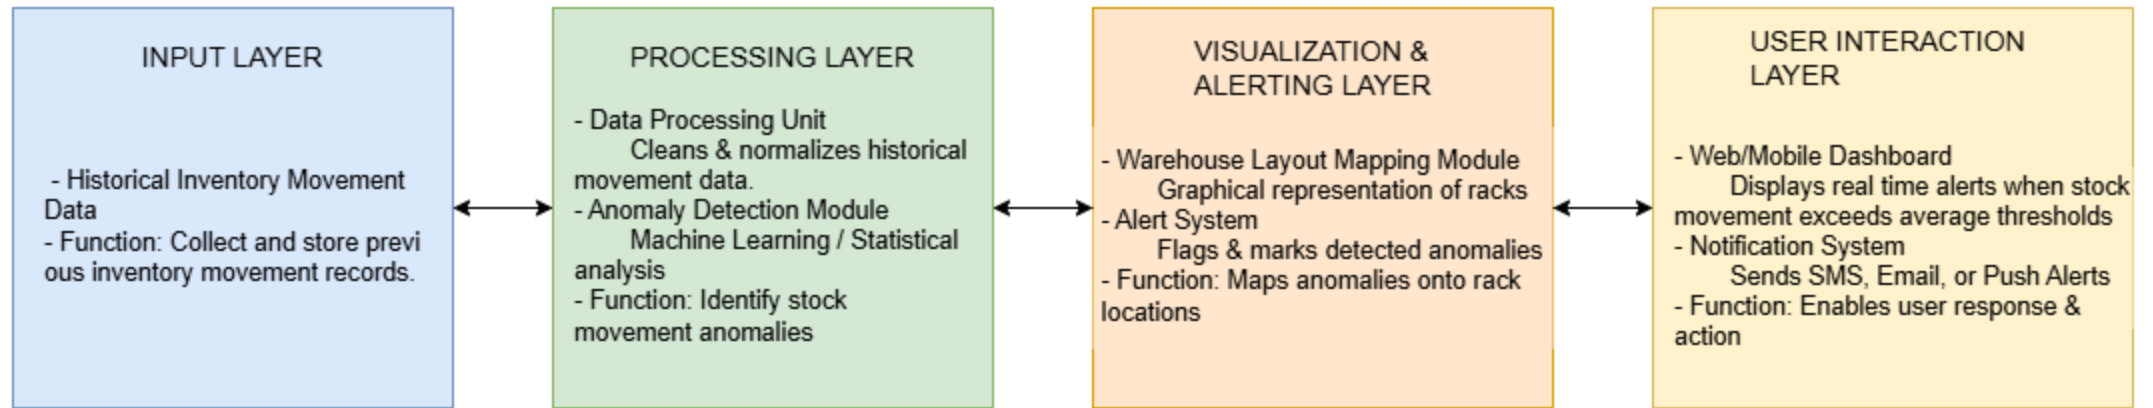 INPUT LAYER
- Historical Inventory Movement
Data
- Function: Collect and store previ
ous inventory movement records.
PROCESSING LAYER
- Data Processing Unit
Cleans & normalizes historical
movement data.
- Anomaly Detection Module
Machine Learning / Statistical
analysis
- Function: Identify stock
movement anomalies
VISUALIZATION &
ALERTING LAYER
- Warehouse Layout Mapping Module
Graphical representation of racks
- Alert System
Flags & marks detected anomalies
- Function: Maps anomalies onto rack
locations
USER INTERACTION
LAYER
- Web/Mobile Dashboard
Displays real time alerts when stock
movement exceeds average thresholds
- Notification System
Sends SMS, Email, or Push Alerts
- Function: Enables user response &
action